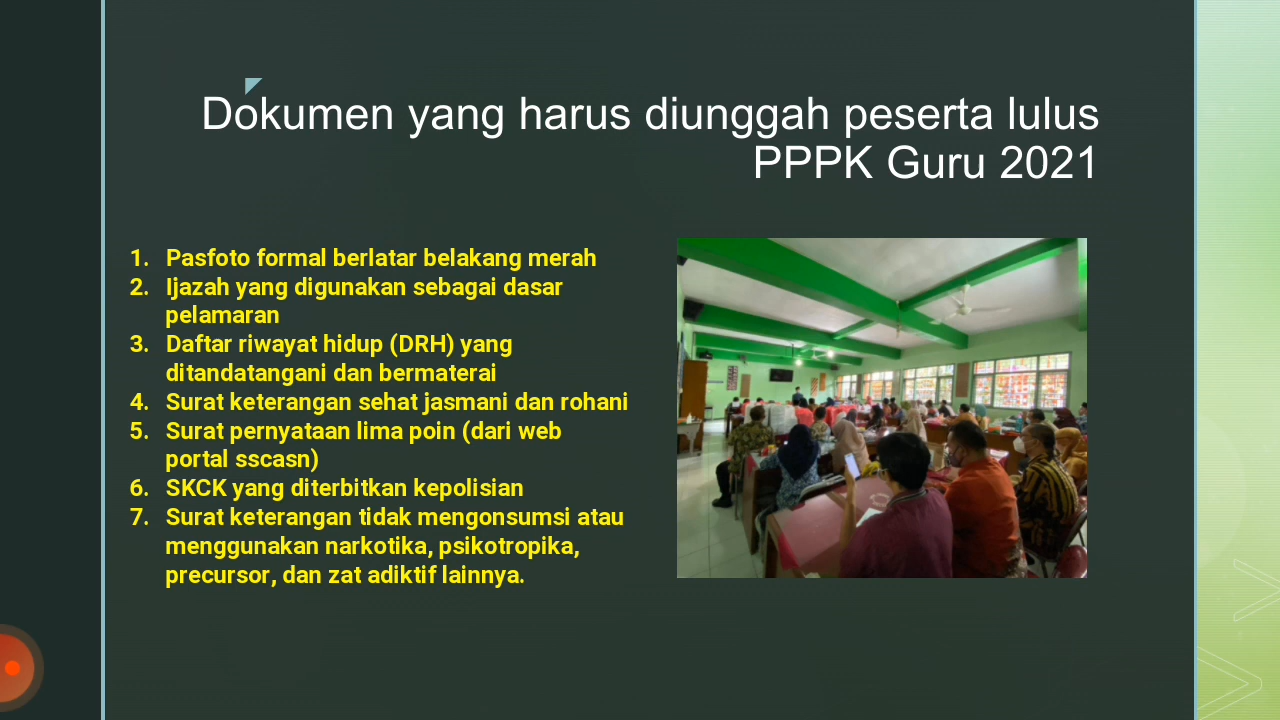 Dokumen yang harus diunggah peserta lulus
PPPK Guru 2021
1. Pasfoto formal berlatar belakang merah
2. Ijazah yang digunakan sebagai dasar
pelamaran
3. Daftar riwayat hidup (DRH) yang
ditandatangani dan bermaterai
4. Surat keterangan sehat jasmani dan rohani
5. Surat pernyataan lima poin (dari web
portal sscasn)
6. SKCK yang diterbitkan kepolisian
7. Surat keterangan tidak mengonsumsi atau
menggunakan narkotika, psikotropika,
precursor, dan zat adiktif lainnya.